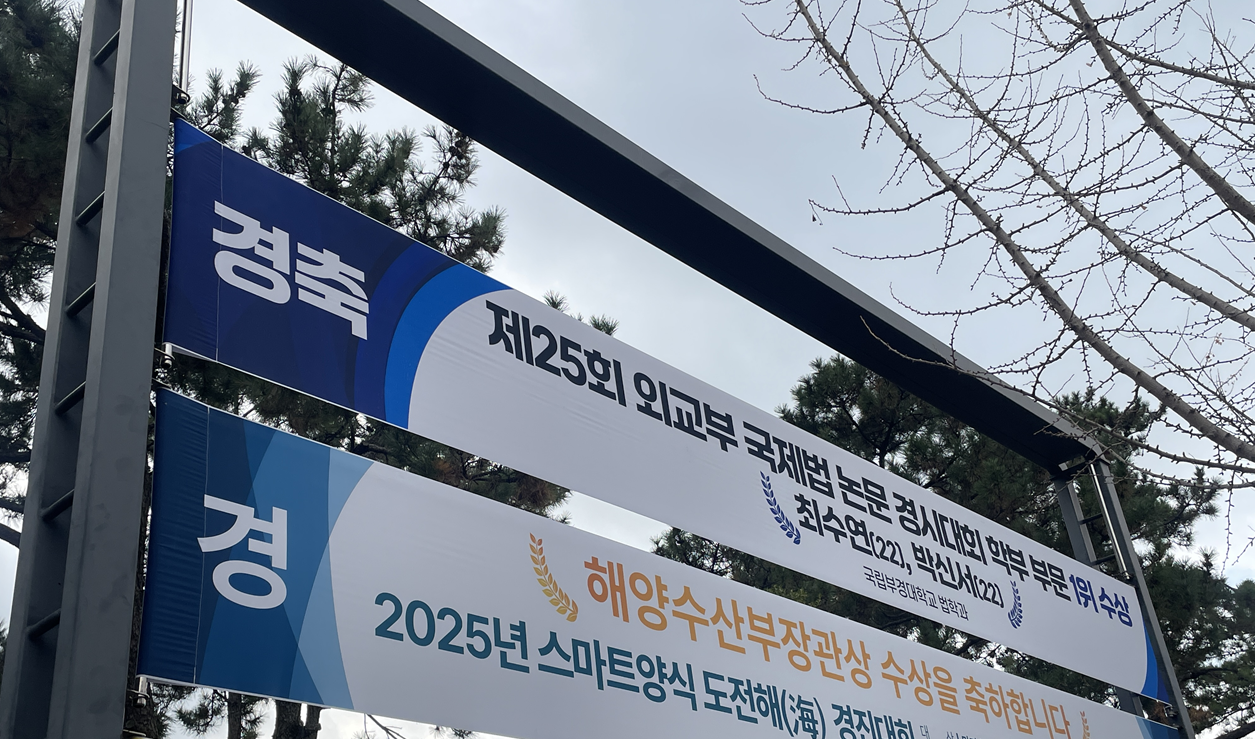 경축
제25회 외교부 국제법 논문 경시대회 학부 부문 1위 수상
최수연(22), 박신서(22)
국립부경대학교 법학과
경
해양수산부장관상 수상을 축하합니다
2025년 스마트양식 도전해(海) 경진대회